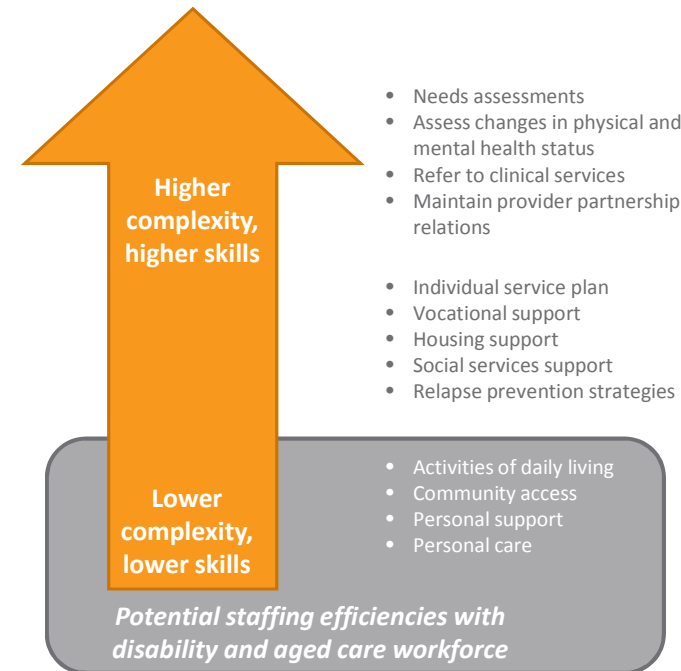 • Needs assessments
• Assess changes in physical and
mental health status
• Refer to clinical services
• Maintain provider partnership
relations
Higher
complexity,
higher skills
• Individual service plan
• Vocational support
• Housing support
• Social services support
• Relapse prevention strategies
• Activities of daily living
• Community access
• Personal support
• Personal care
Lower
complexity,
lower skills
Potential staffing efficiencies with
disability and aged care workforce